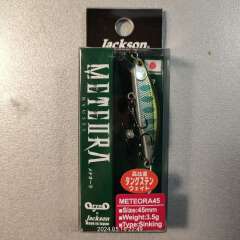 Jackson
METEORA
メテオーラ
Jackson
Made in Japan
高比重
タングステン
ウェイト
METEORA45
■Size:45mm
■Weight:3.5g
■Type:Sinking